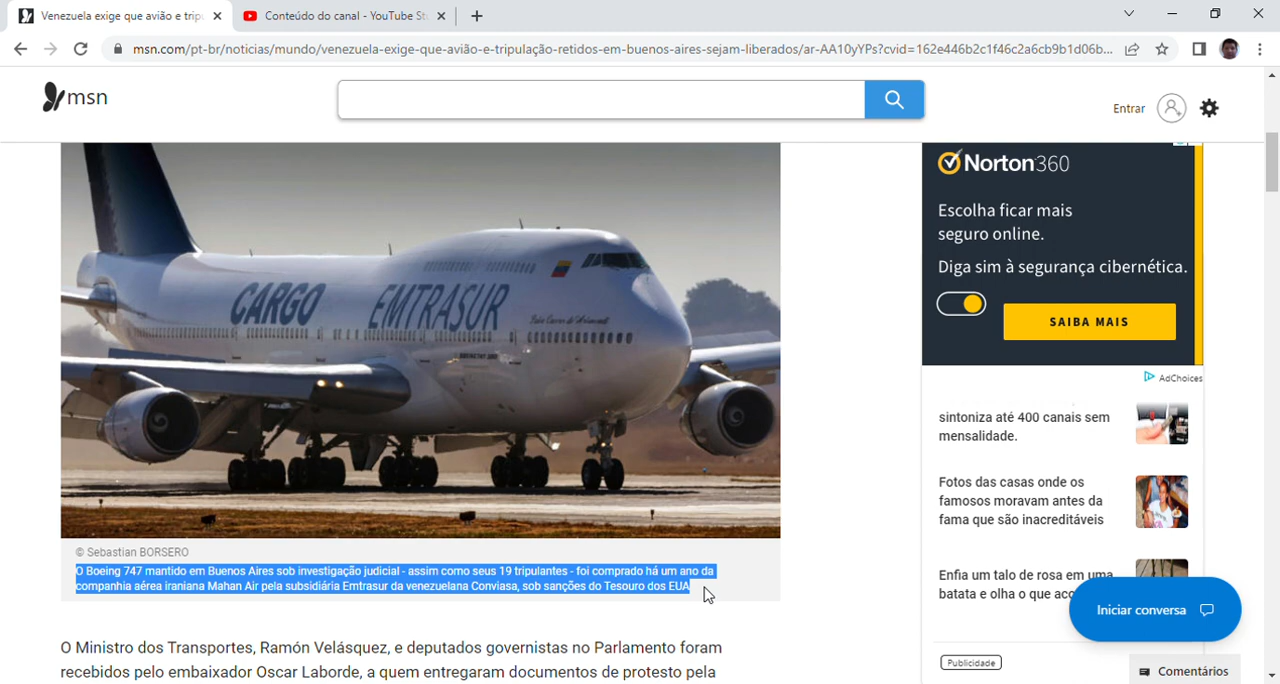 Venezuela exige que avião e trip
Conteúdo do canal - YouTube St
msn.com/pt-br/noticias/mundo/venezuela-exige-que-avião-e-tripulação-retidos-em-buenos-aires-sejam-liberados/ar-AA10yYPs?cvid=162e446b2c1f46c2a6cb9b1d06b...
msn
Entrar
CARGO EMTRASUR
© Sebastian BORSERO
O Boeing 747 mantido em Buenos Aires sob investigação judicial - assim como seus 19 tripulantes - foi comprado há um ano da
companhia aérea iraniana Mahan Air pela subsidiária Emtrasur da venezuelana Conviasa, sob sanções do Tesouro dos EUA
O Ministro dos Transportes, Ramón Velásquez, e deputados governistas no Parlamento foram
recebidos pelo embaixador Oscar Laborde, a quem entregaram documentos de protesto pela
Norton360
Escolha ficar mais
seguro online.
Diga sim à segurança cibernética.
SAIBA MAIS
AdChoices
sintoniza até 400 canais sem
mensalidade.
Fotos das casas onde os
famosos moravam antes da
fama que são inacreditáveis
Enfia um talo de rosa em uma
batata e olha o que
Iniciar conversa
Publicidade
Comentários